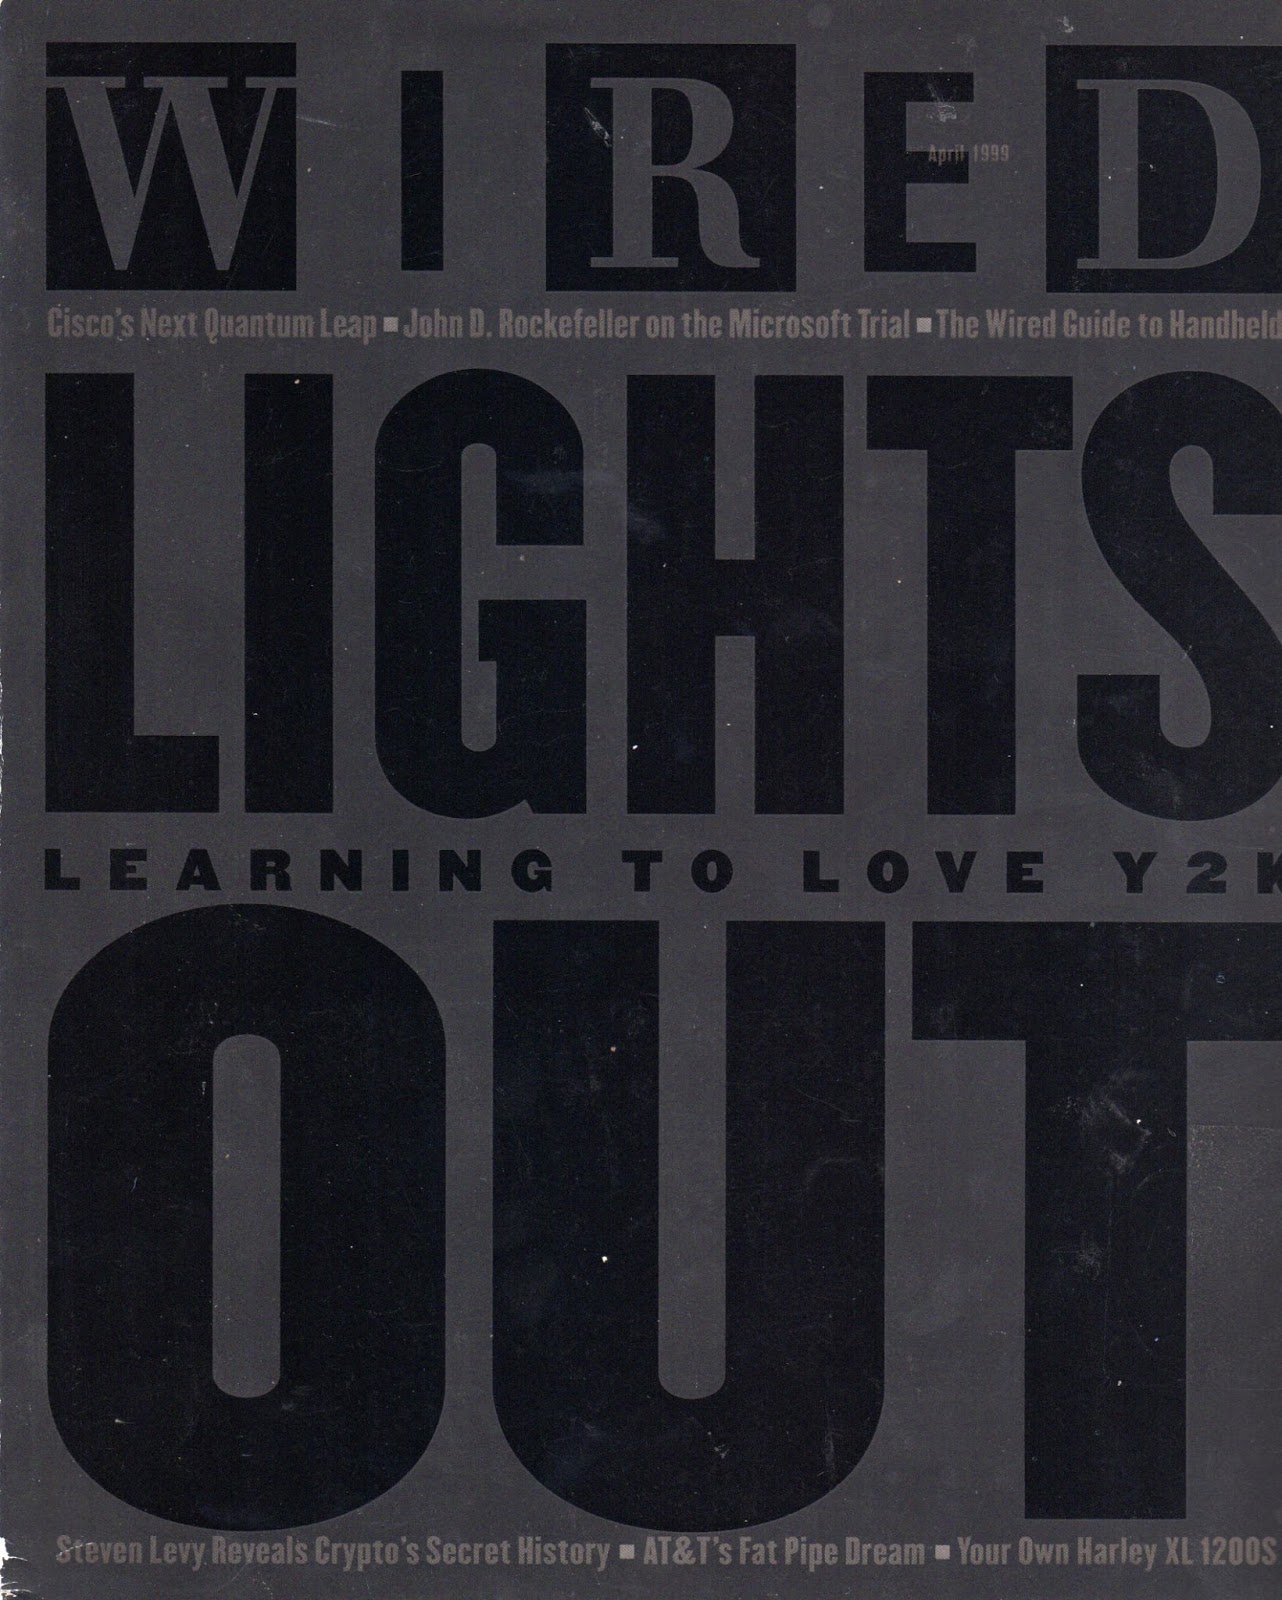 WIRED
April 1999
Cisco's Next Quantum Leap ■ John D. Rockefeller on the Microsoft Trial ■ The Wired Guide to Handheld
LIGHTS
LEARNING TO LOVE Y2K
OUT
Steven Levy Reveals Crypto's Secret History ■ AT&T's Fat Pipe Dream ■ Your Own Harley XL 1200S